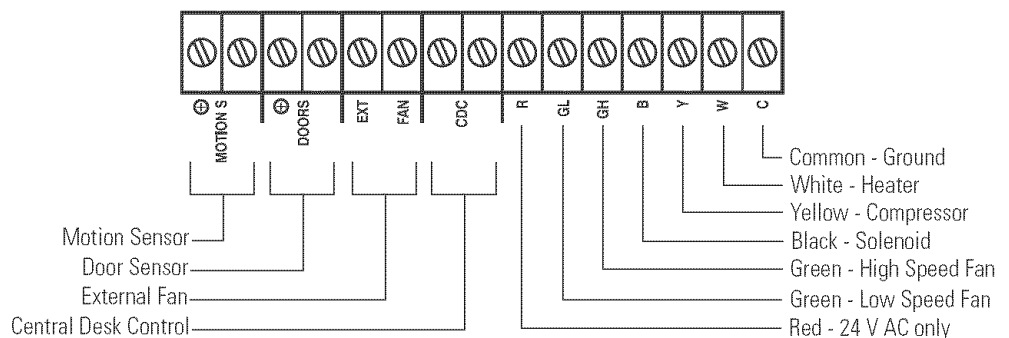 ⊕
MOTION S
⊕
DOORS
EXT
FAN
CDC
R
GL
GH
B
Y
W
C
Common - Ground
White - Heater
Yellow - Compressor
Black - Solenoid
Green - High Speed Fan
Green - Low Speed Fan
Red - 24 V AC only
Motion Sensor
Door Sensor
External Fan
Central Desk Control